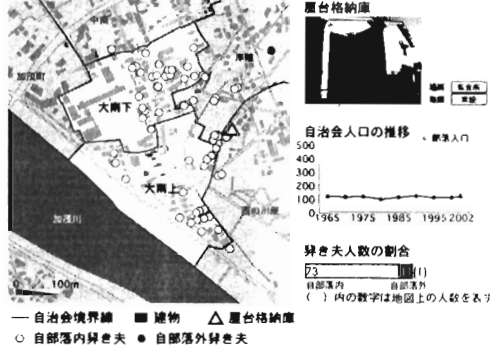 屋台格納庫
加茂町
大南下
大南上
加茂川
0 100m
自治会人口の推移
部落人口
500
400
300
200
100
0
1965 1975 1985 1995 2002
舁き夫人数の割合
73
(1)
自部落内 自部落外
( )内の数字は地図上の人数を表す
自治会境界線 建物 屋台格納庫
自部落内舁き夫 自部落外舁き夫